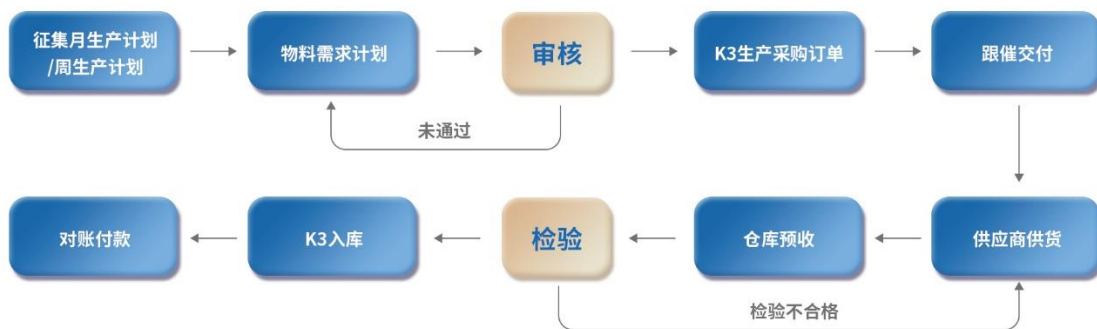 征集月生产计划
/周生产计划
物料需求计划
审核
K3生产采购订单
跟催交付
未通过
对账付款
K3入库
检验
仓库预收
供应商供货
检验不合格